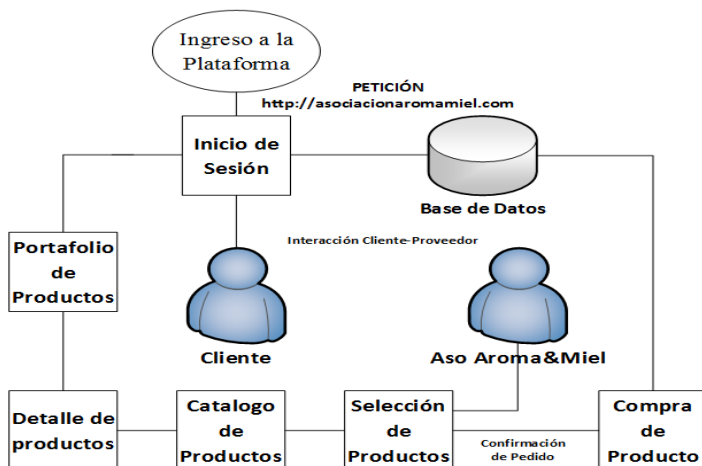 Ingreso a la
Plataforma
PETICIÓN
http://asociacionaromamiel.com
Inicio de
Sesión
Base de Datos
Interacción Cliente-Proveedor
Portafolio
de
Productos
Cliente
Aso Aroma&Miel
Detalle de
productos
Catalogo
de
Productos
Selección
de
Productos
Confirmación
de Pedido
Compra
de
Producto